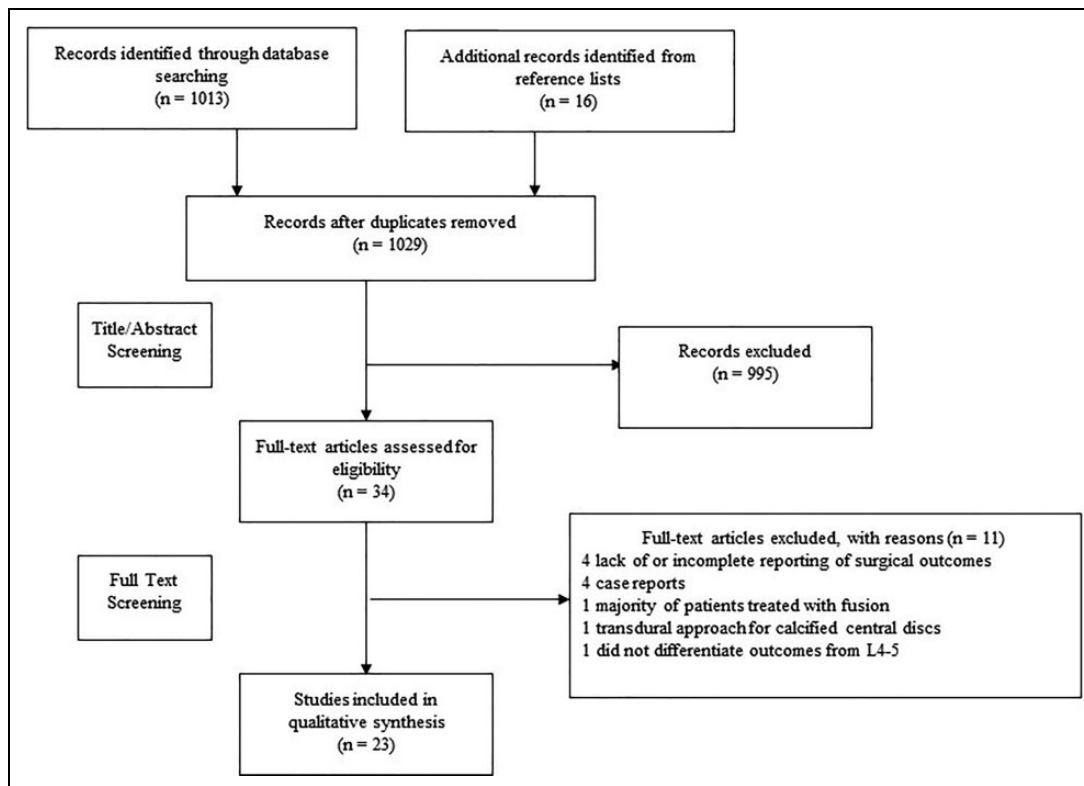 Records identified through database
searching
(n = 1013)
Additional records identified from
reference lists
(n = 16)
Records after duplicates removed
(n = 1029)
Title/Abstract
Screening
Records excluded
(n = 995)
Full-text articles assessed for
eligibility
(n = 34)
Full Text
Screening
Full-text articles excluded, with reasons (n = 11)
4 lack of or incomplete reporting of surgical outcomes
4 case reports
1 majority of patients treated with fusion
1 transdural approach for calcified central discs
1 did not differentiate outcomes from L4-5
Studies included in
qualitative synthesis
(n = 23)